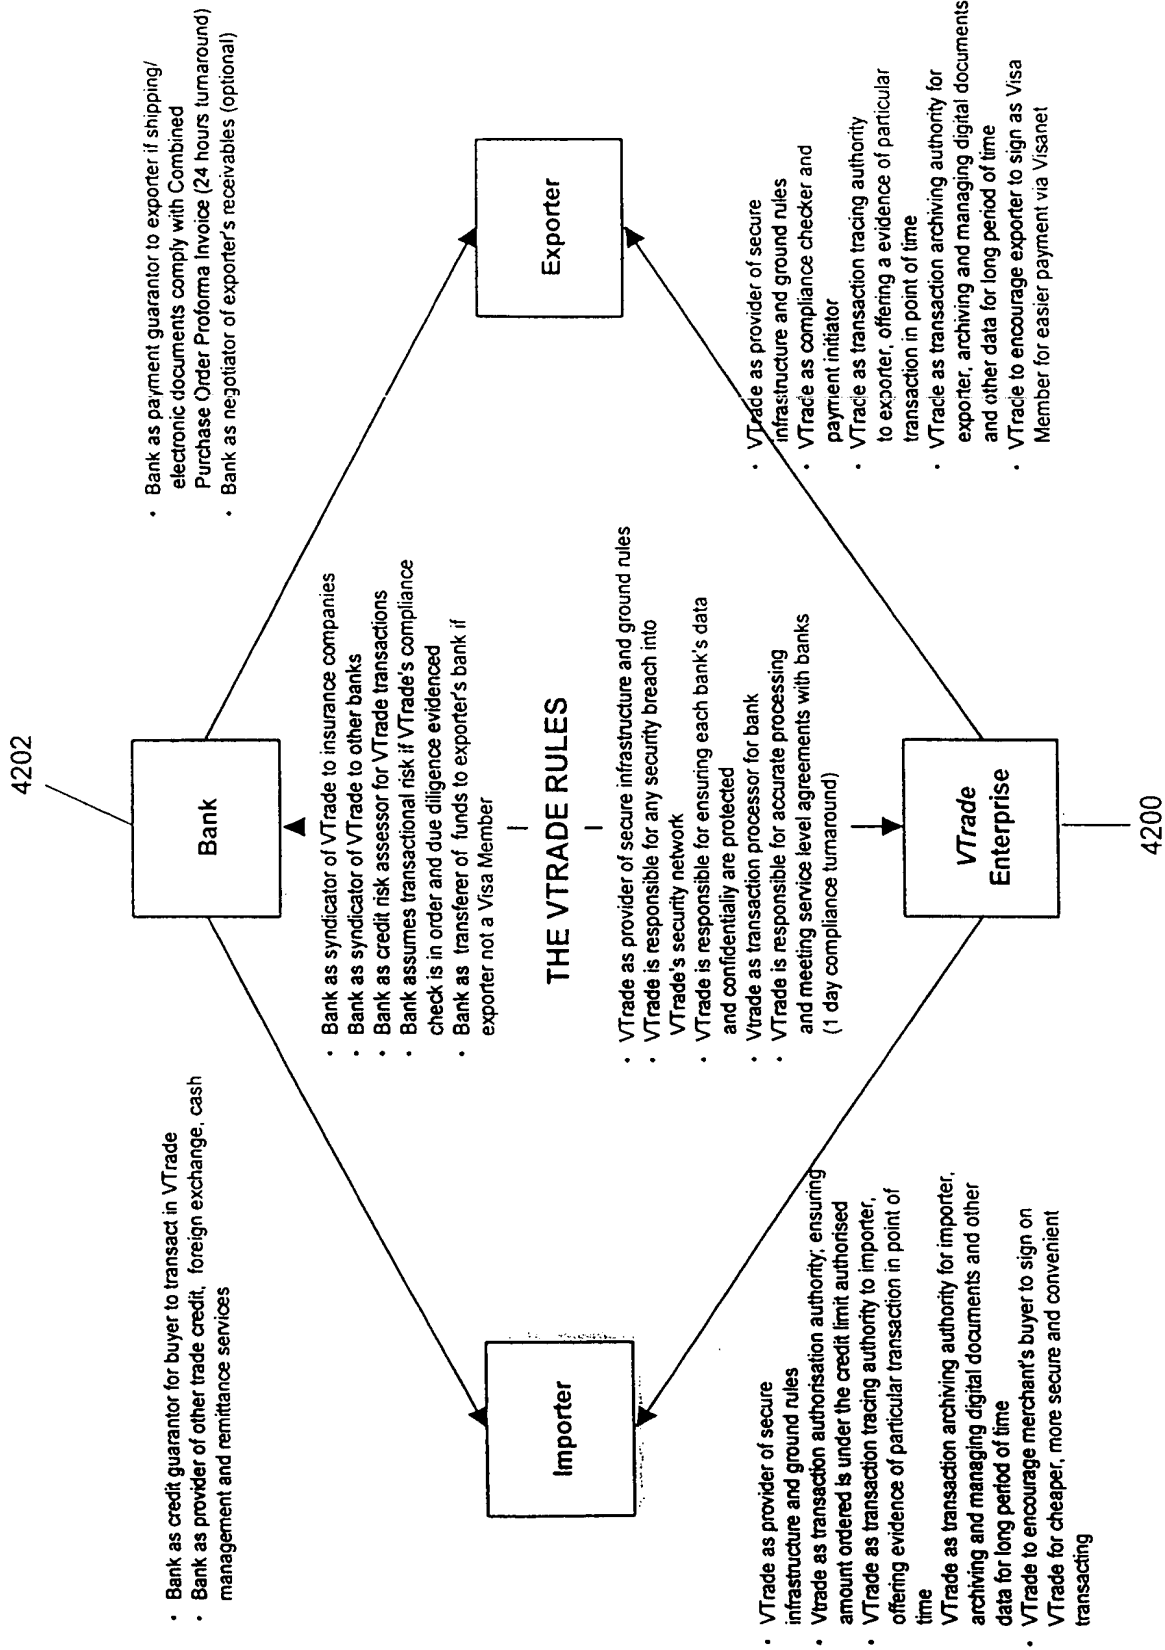 4202
• Bank as credit guarantor for buyer to transact in VTrade
• Bank as provider of other trade credit, foreign exchange, cash
management and remittance services
Bank
• Bank as payment guarantor to exporter if shipping/
electronic documents comply with Combined
Purchase Order Proforma Invoice (24 hours turnaround)
• Bank as negotiator of exporter's receivables (optional)
• Bank as syndicator of VTrade to insurance companies
• Bank as syndicator of VTrade to other banks
• Bank as credit risk assessor for VTrade transactions
• Bank assumes transactional risk if VTrade's compliance
check is in order and due diligence evidenced
• Bank as transferer of funds to exporter's bank if
exporter not a Visa Member
Importer
THE VTRADE RULES
Exporter
• VTrade as provider of secure infrastructure and ground rules
• VTrade is responsible for any security breach into
VTrade's security network
• VTrade is responsible for ensuring each bank's data
and confidentialiy are protected
• Vtrade as transaction processor for bank
• VTrade is responsible for accurate processing
and meeting service level agreements with banks
(1 day compliance turnaround)
• VTrade as provider of secure
infrastructure and ground rules
• Vtrade as transaction authorisation authority; ensuring
amount ordered is under the credit limit authorised
• VTrade as transaction tracing authority to importer,
offering evidence of particular transaction in point of
time
VTrade as transaction archiving authority for importer,
archiving and managing digital documents and other
data for long period of time
• VTrade to encourage merchant's buyer to sign on
• VTrade for cheaper, more secure and convenient
transacting
VTrade
Enterprise
• VTrade as provider of secure
infrastructure and ground rules
• VTrade as compliance checker and
payment initiator
• VTrade as transaction tracing authority
to exporter, offering a evidence of particular
transaction in point of time
• VTrade as transaction archiving authority for
exporter, archiving and managing digital documents
and other data for long period of time
• VTrade to encourage exporter to sign as Visa
Member for easier payment via Visanet
4200